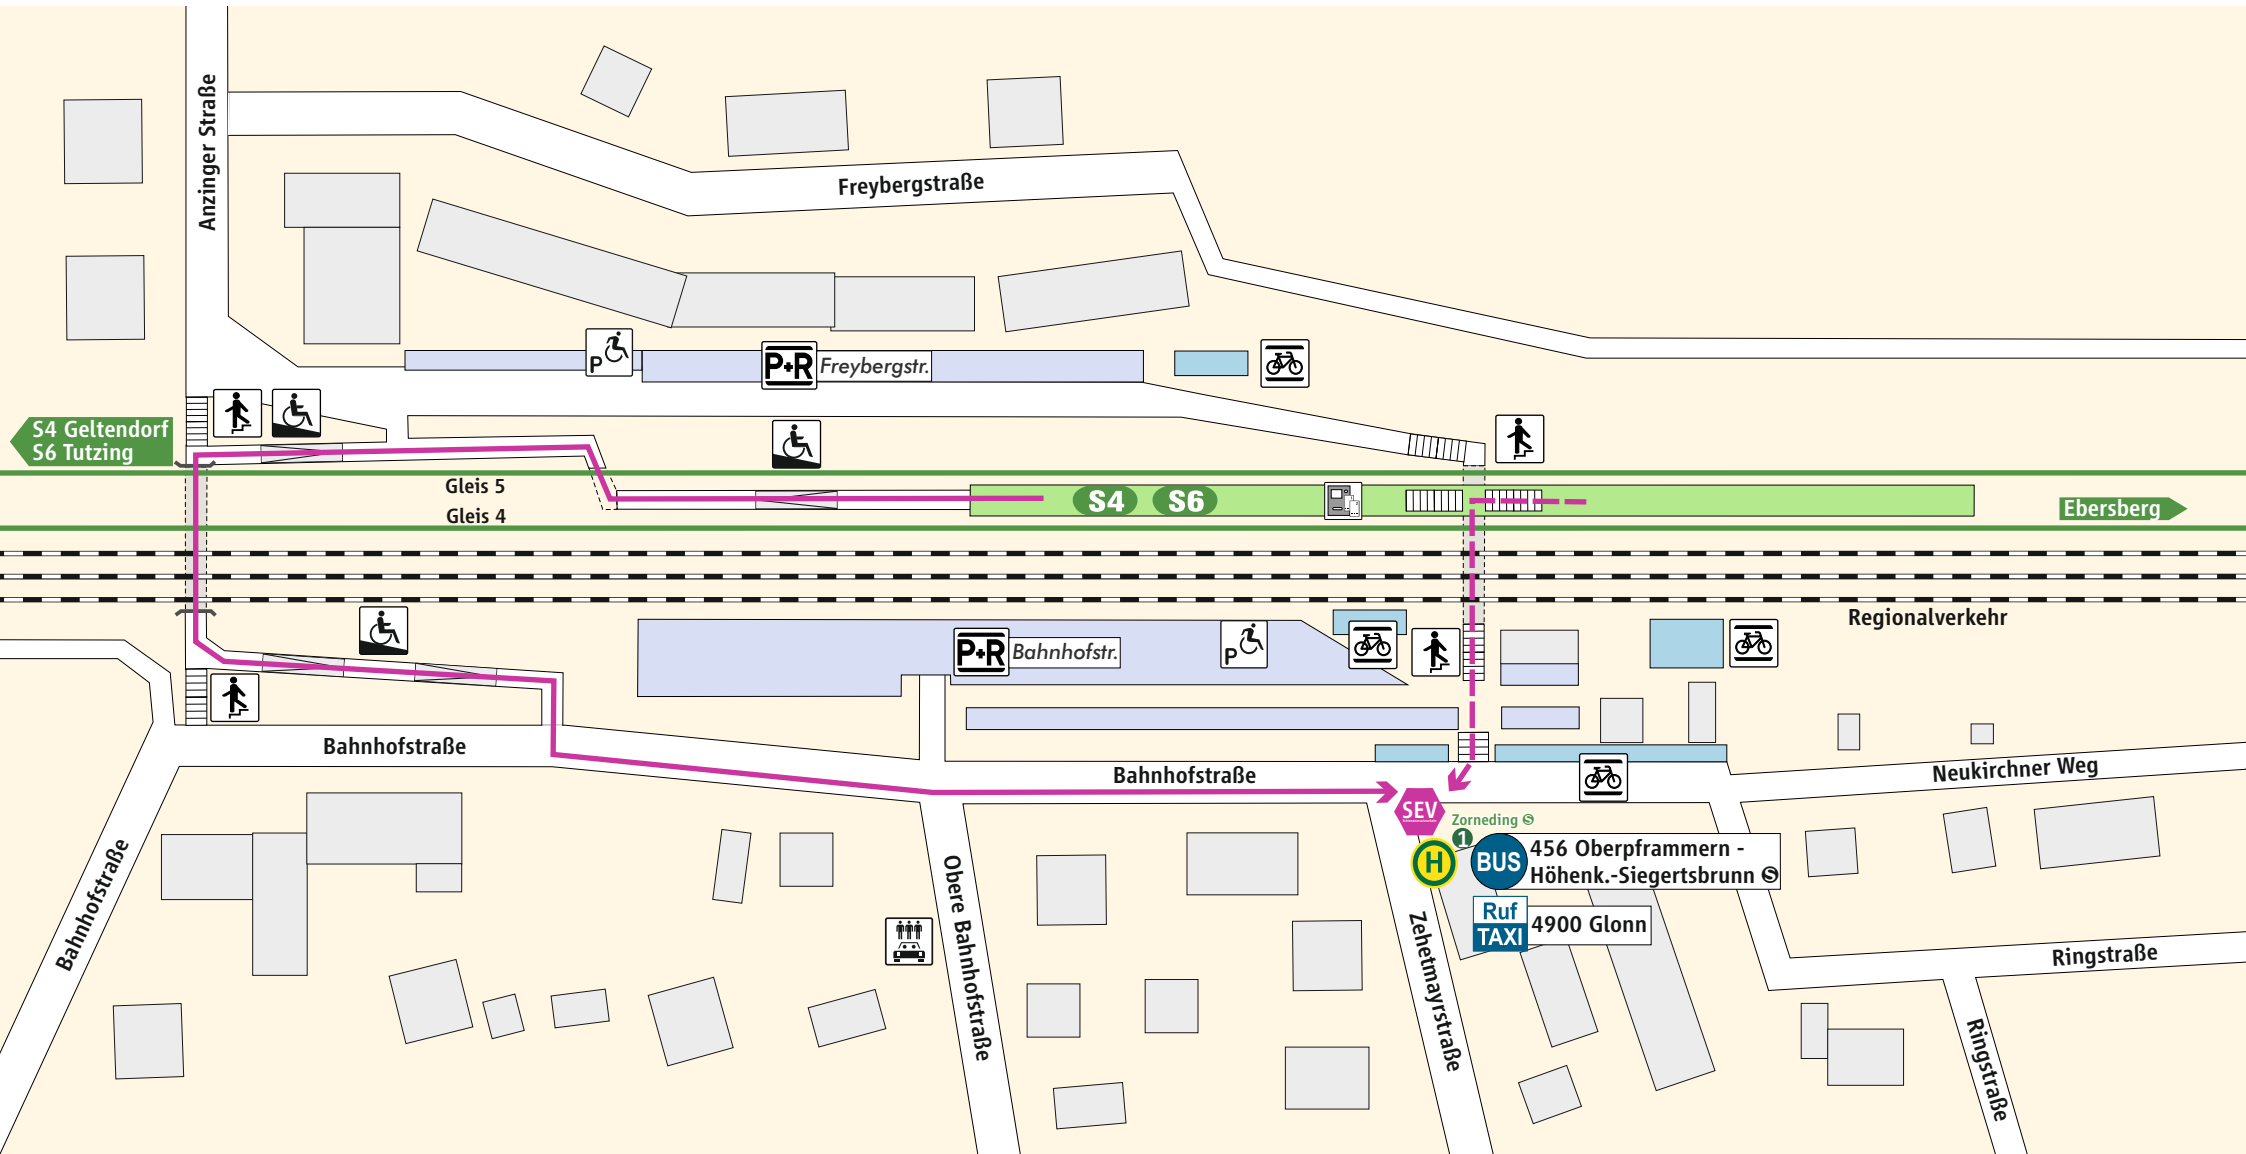 Anzinger Straße
Freybergstraße
P
P+R
Freybergstr.
S4 Geltendorf
S6 Tutzing
Gleis 5
Gleis 4
S4
S6
Ebersberg
Regionalverkehr
P+R
Bahnhofstr.
P
Bahnhofstraße
Bahnhofstraße
Neukirchner Weg
SEV
Zorneding S
1
H
BUS
456 Oberpframmern -
Höhenk.-Siegertsbrunn S
Ruf
TAXI
4900 Glonn
Bahnhofstraße
Obere Bahnhofstraße
Zehetmayrstraße
Ringstraße
Ringstraße